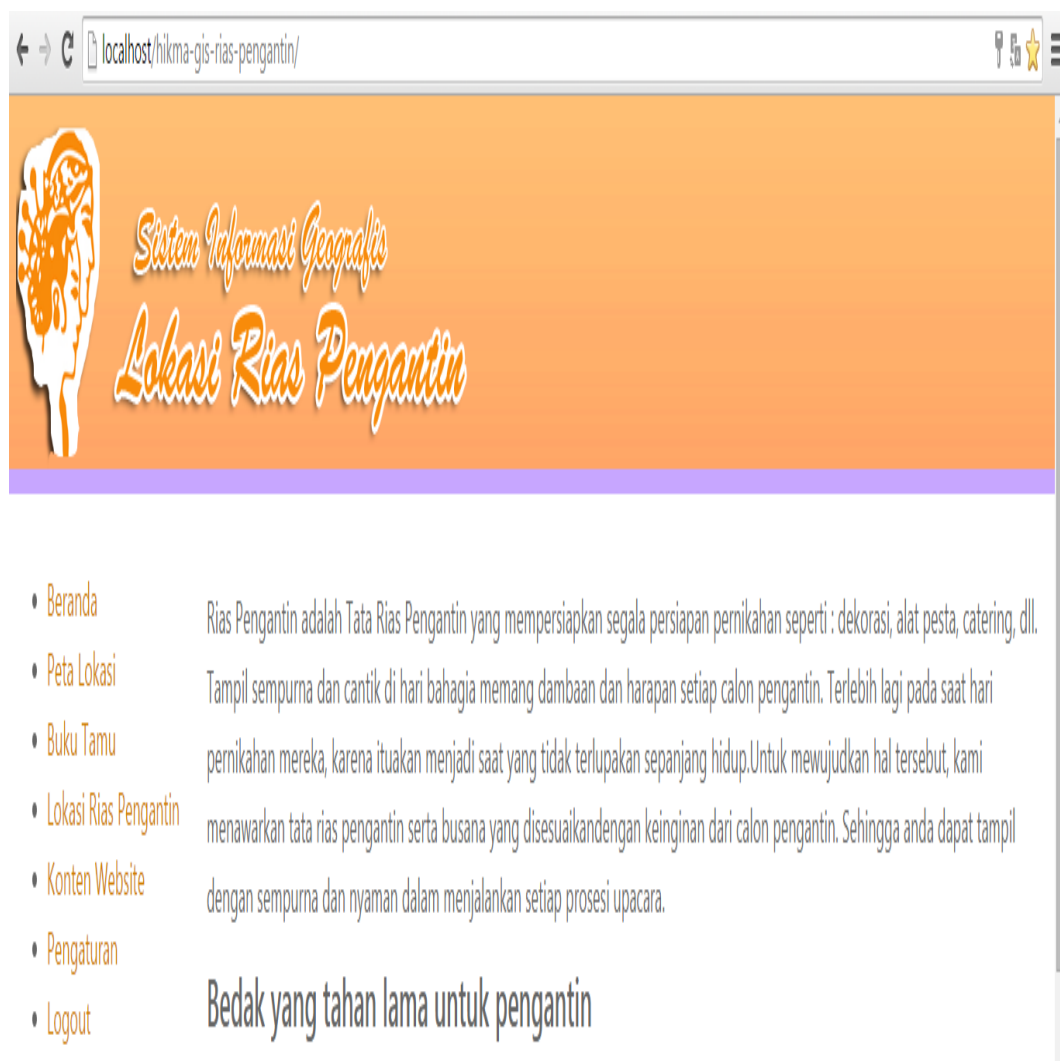 localhost/hikma-gis-rias-pengantin/
Sistem Informasi Geografis
Lokasi Rias Pengantin
• Beranda
• Peta Lokasi
• Buku Tamu
• Lokasi Rias Pengantin
• Konten Website
• Pengaturan
• Logout
Rias Pengantin adalah Tata Rias Pengantin yang mempersiapkan segala persiapan pernikahan seperti : dekorasi, alat pesta, catering, dll.
Tampil sempurna dan cantik di hari bahagia memang dambaan dan harapan setiap calon pengantin. Terlebih lagi pada saat hari
pernikahan mereka, karena ituakan menjadi saat yang tidak terlupakan sepanjang hidup.Untuk mewujudkan hal tersebut, kami
menawarkan tata rias pengantin serta busana yang disesuaikandengan keinginan dari calon pengantin. Sehingga anda dapat tampil
dengan sempurna dan nyaman dalam menjalankan setiap prosesi upacara.
Bedak yang tahan lama untuk pengantin